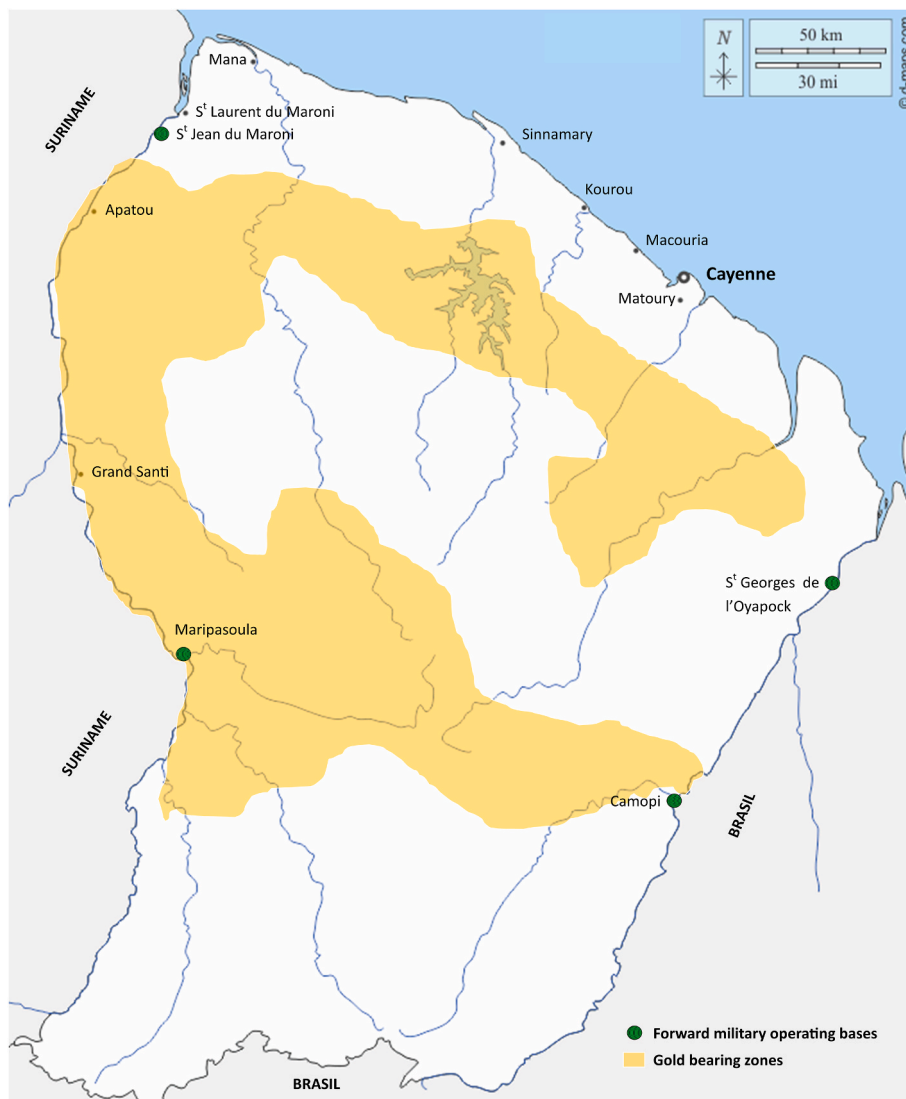 N
50 km
30 mi
© d-maps.com
Mana
SURINAME
Sᵗ Laurent du Maroni
Sᵗ Jean du Maroni
Sinnamary
Kourou
Apatou
Macouria
Cayenne
Matoury
Grand Santi
Sᵗ Georges de
l'Oyapock
Maripasoula
SURINAME
Camopi
BRASIL
Forward military operating bases
Gold bearing zones
BRASIL